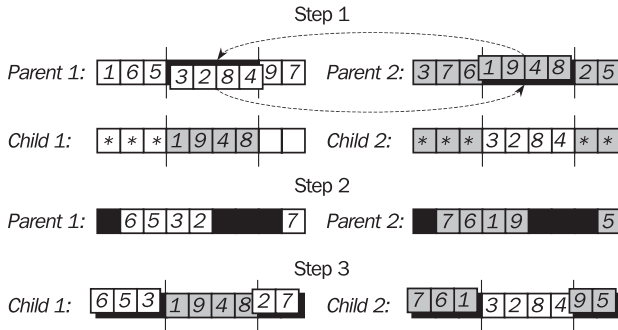 Step 1
Parent 1: 1 6 5 3 2 8 4 9 7 Parent 2: 3 7 6 1 9 4 8 2 5
Child 1: * * * 1 9 4 8 Child 2: * * * 3 2 8 4 * *
Step 2
Parent 1: 6 5 3 2 7 Parent 2: 7 6 1 9 5
Step 3
Child 1: 6 5 3 1 9 4 8 2 7 Child 2: 7 6 1 3 2 8 4 9 5